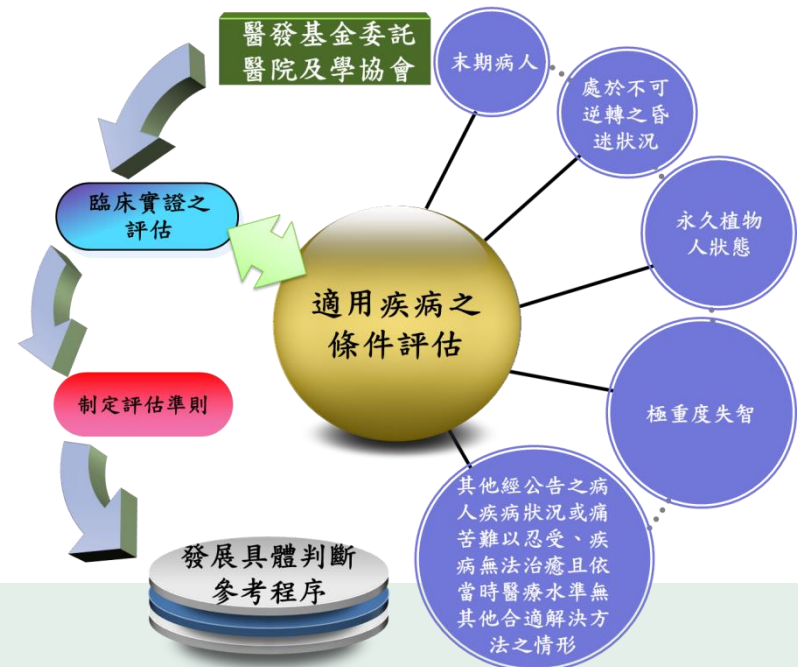 醫發基金委託
醫院及學協會
臨床實證之
評估
制定評估準則
發展具體判斷
參考程序
適用疾病之
條件評估
末期病人
處於不可
逆轉之昏
迷狀況
永久植物
人狀態
極重度失智
其他經公告之病
人疾病狀況或痛
苦難以忍受、疾
病無法治癒且依
當時醫療水準無
其他合適解決方
法之情形